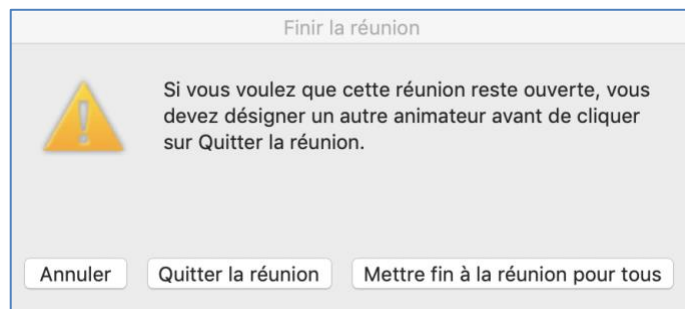 Finir la réunion
Si vous voulez que cette réunion reste ouverte, vous
devez désigner un autre animateur avant de cliquer
sur Quitter la réunion.
Annuler
Quitter la réunion
Mettre fin à la réunion pour tous